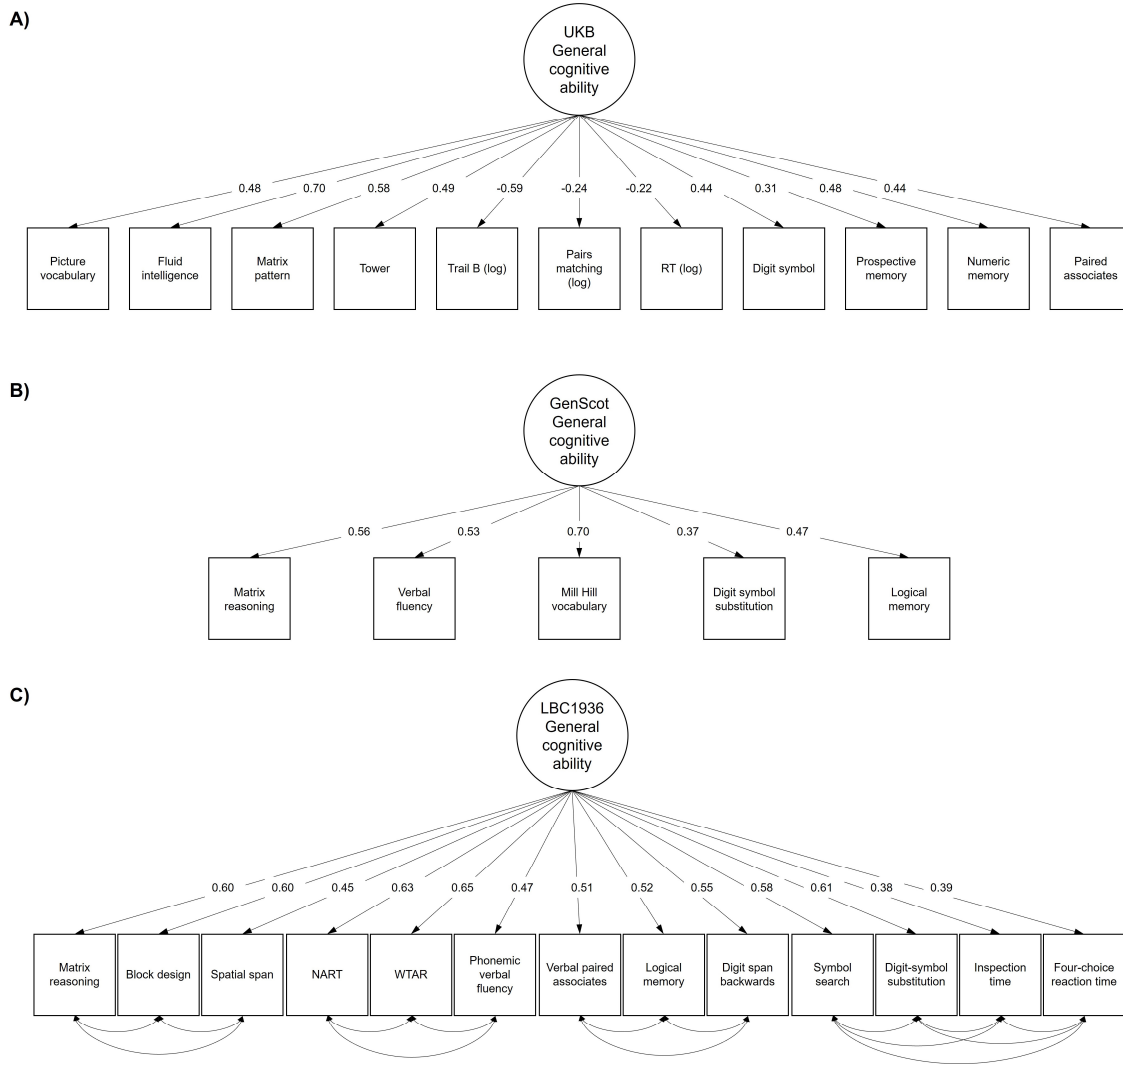 A)
UKB
General
cognitive
ability
0.48 0.70 0.58 0.49 -0.59 -0.24 -0.22 0.44 0.31 0.48 0.44
Picture
vocabulary
Fluid
intelligence
Matrix
pattern
Tower
Trail B (log)
Pairs
matching
(log)
RT (log)
Digit symbol
Prospective
memory
Numeric
memory
Paired
associates
B)
GenScot
General
cognitive
ability
0.56 0.53 0.70 0.37 0.47
Matrix
reasoning
Verbal
fluency
Mill Hill
vocabulary
Digit symbol
substitution
Logical
memory
C)
LBC1936
General
cognitive
ability
0.60 0.60 0.45 0.63 0.65 0.47 0.51 0.52 0.55 0.58 0.61 0.38 0.39
Matrix
reasoning
Block design
Spatial span
NART
WTAR
Phonemic
verbal
fluency
Verbal paired
associates
Logical
memory
Digit span
backwards
Symbol
search
Digit-symbol
substitution
Inspection
time
Four-choice
reaction time